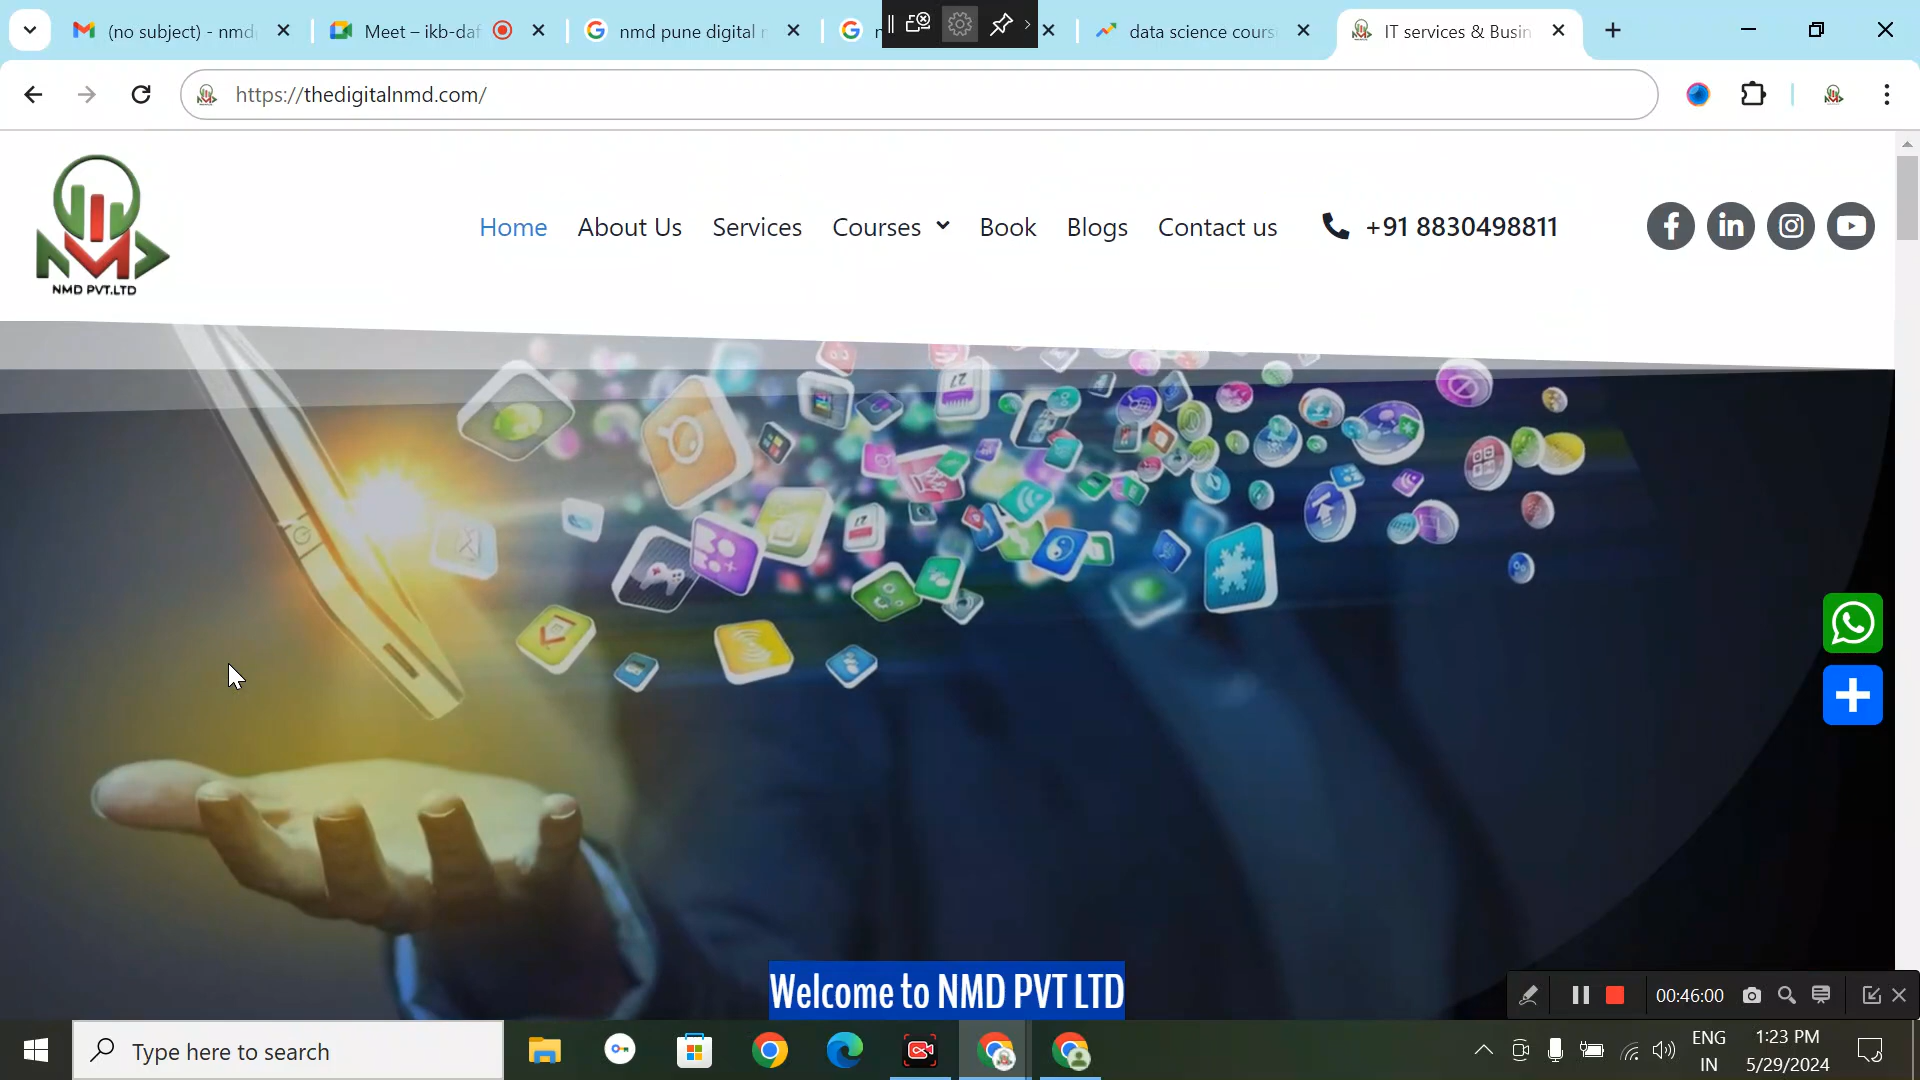 (no subject) - nmd
Meet – ikb-daf
nmd pune digital
data science cours
IT services & Busin
https://thedigitalnmd.com/
NMD PVT.LTD
Home
About Us
Services
Courses
Book
Blogs
Contact us
+91 8830498811
Welcome to NMD PVT LTD
00:46:00
Type here to search
ENG
IN
1:23 PM
5/29/2024